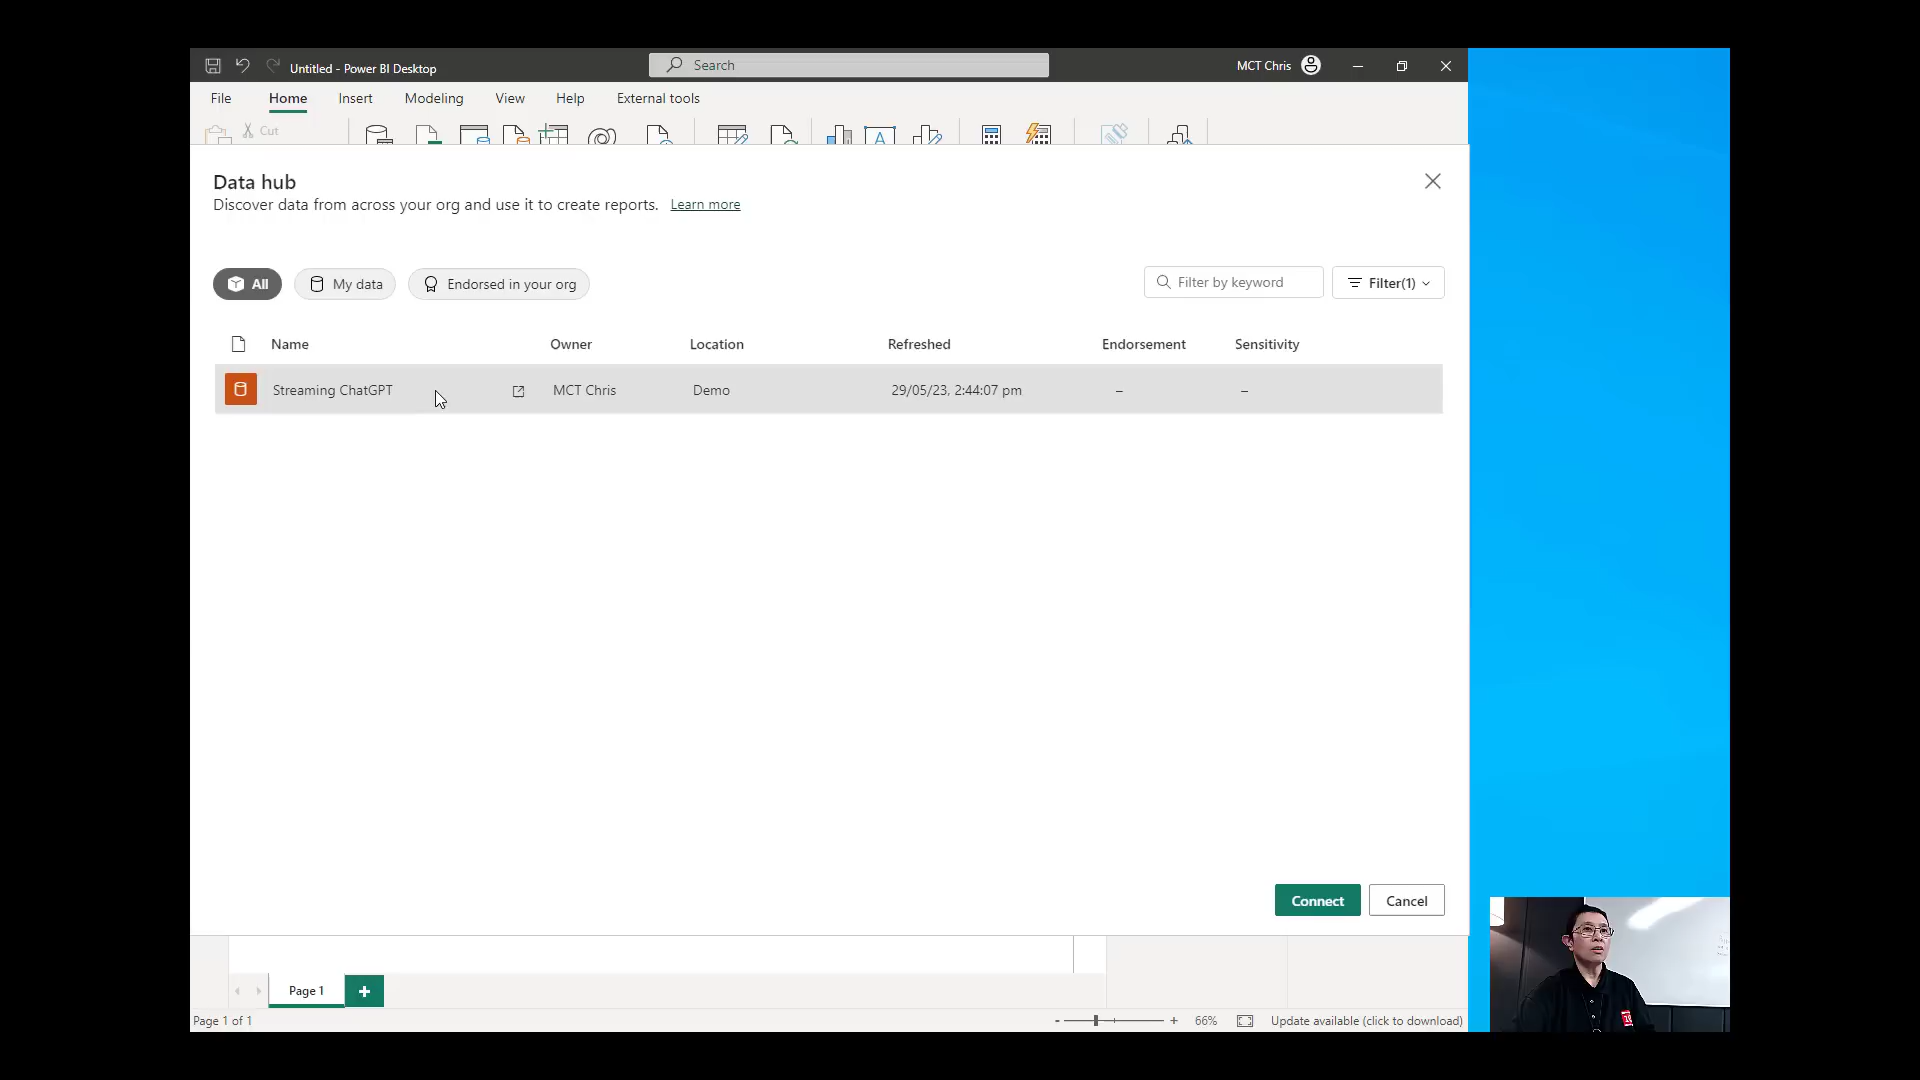 Untitled - Power BI Desktop
Search
MCT Chris
File Home Insert Modeling View Help External tools
Cut
Data hub
Discover data from across your org and use it to create reports. Learn more
All My data Endorsed in your org
Filter by keyword Filter(1)
Name Owner Location Refreshed Endorsement Sensitivity
Streaming ChatGPT MCT Chris Demo 29/05/23, 2:44:07 pm – –
Connect Cancel
Page 1
Page 1 of 1
- + 66% Update available (click to download)